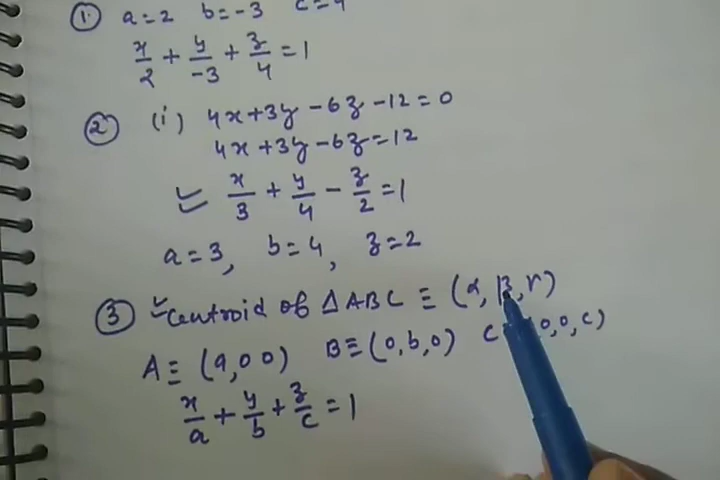 ① a=2 b=-3 c=4
x/2 + y/-3 + z/4 = 1
② (i) 4x+3y-6z-12=0
4x+3y-6z=12
x/3 + y/4 - z/2 = 1
a=3, b=4, z=2
③ Centroid of △ABC ≡ (α, β, r)
A≡ (a,0 0) B≡(0,b,0) C 0,0,c)
x/a + y/b + z/c = 1